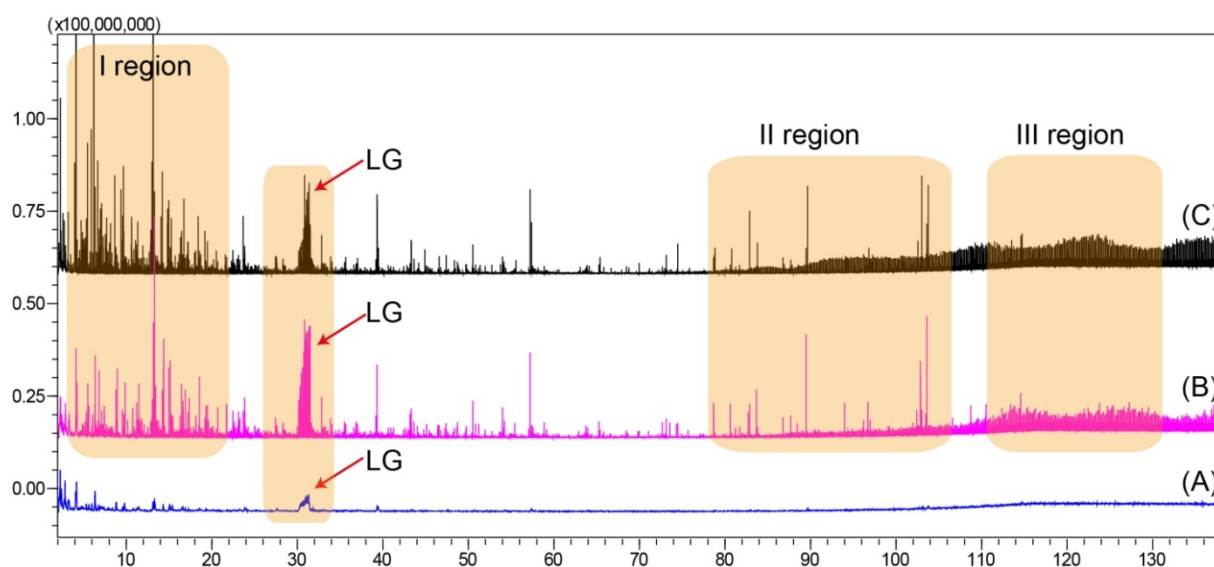 (x100,000,000)
I region
1.00
LG
II region
III region
0.75
(C)
LG
0.50
0.25
(B)
LG
0.00
(A)
10 20 30 40 50 60 70 80 90 100 110 120 130